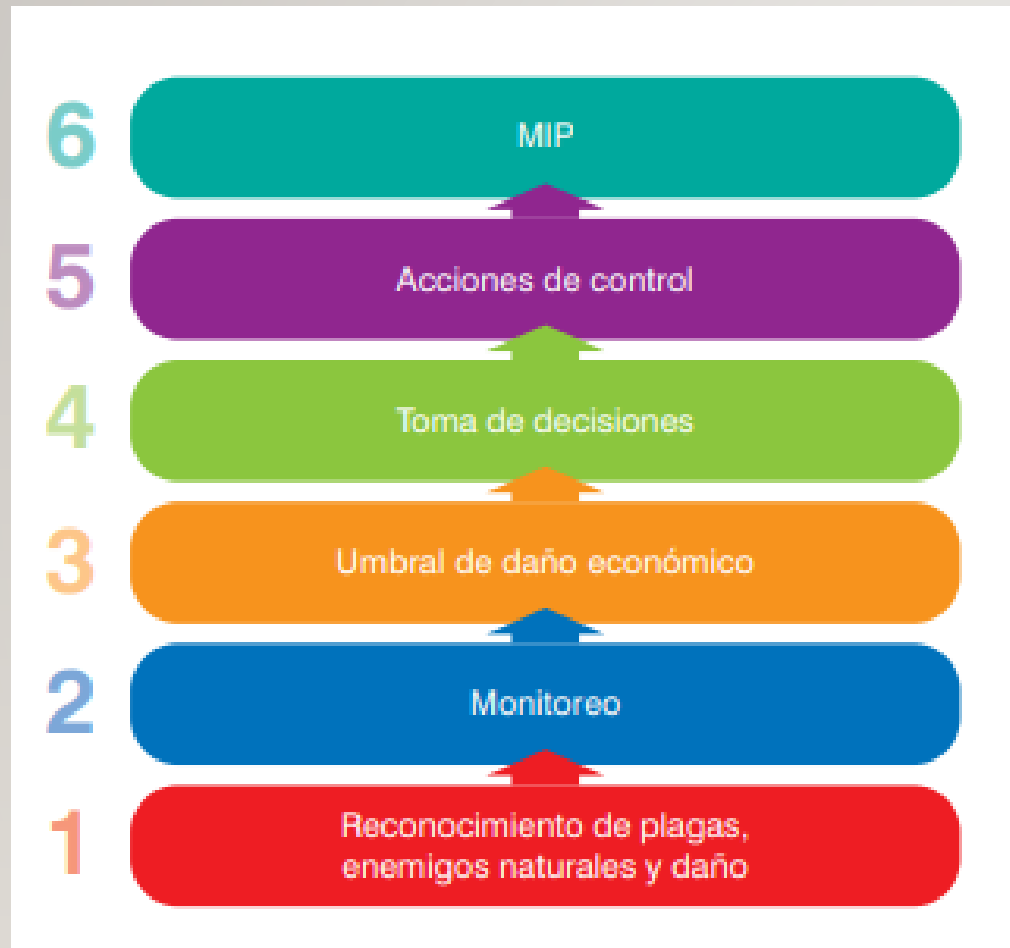 6
MIP
5
Acciones de control
4
Toma de decisiones
3
Umbral de daño económico
2
Monitoreo
1
Reconocimiento de plagas,
enemigos naturales y daño